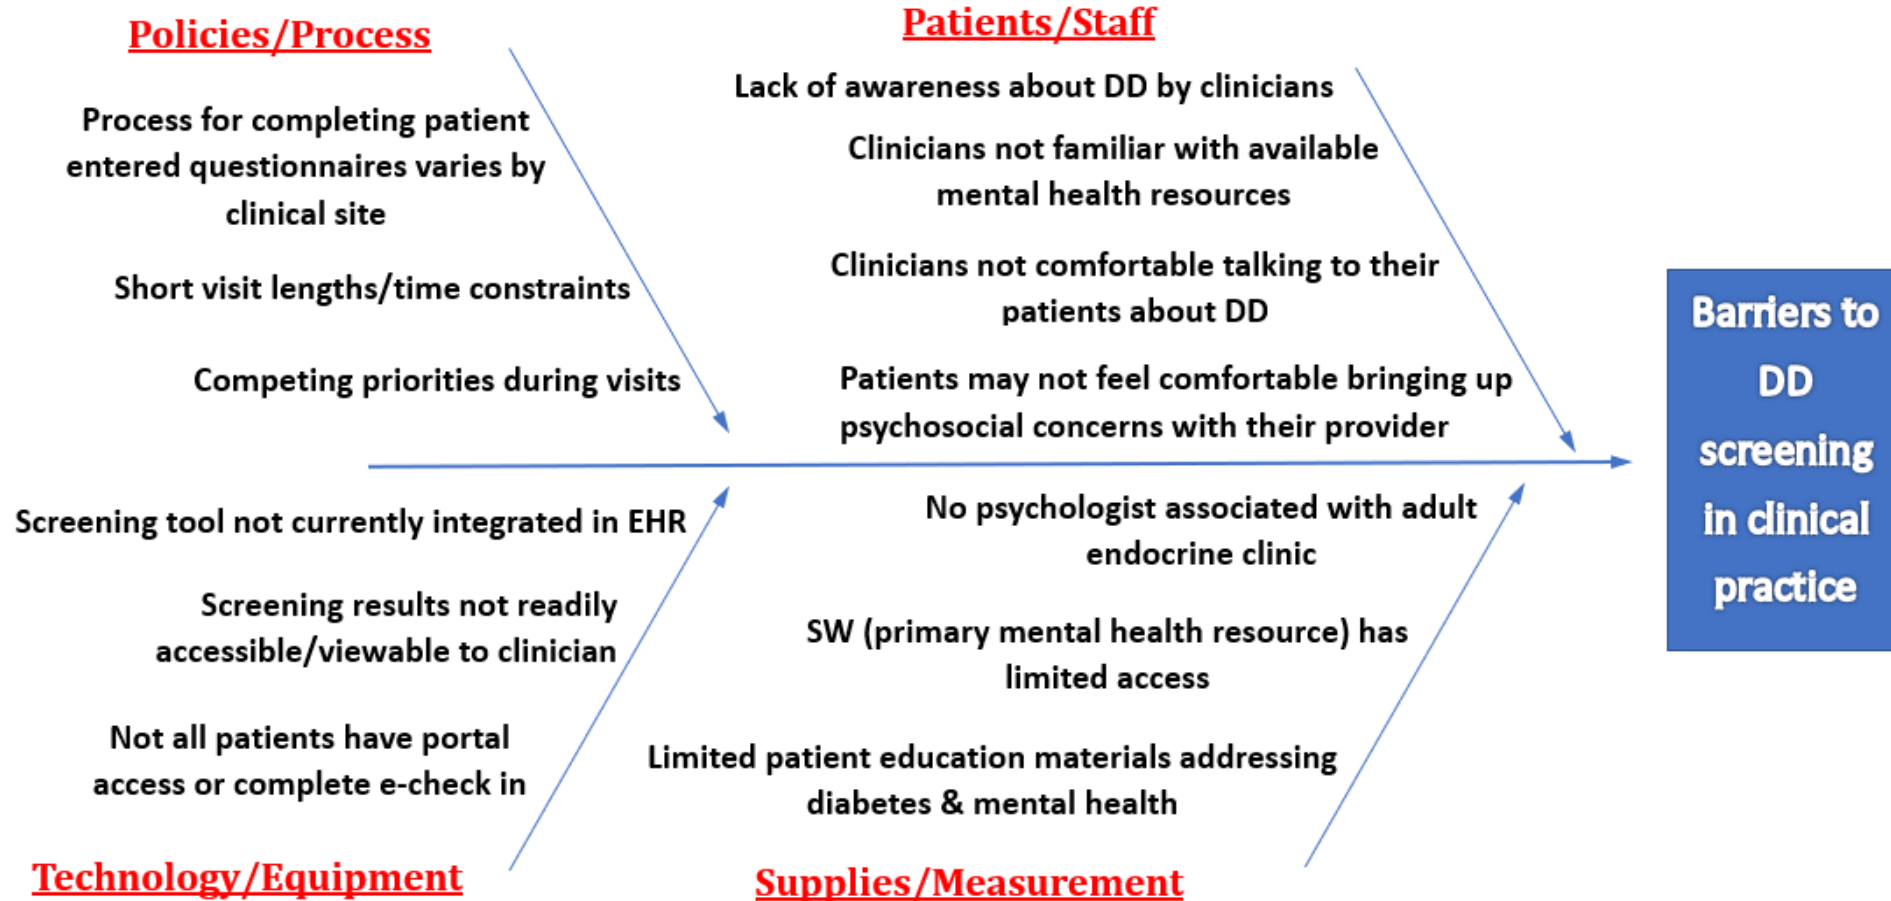 Policies/Process
Process for completing patient
entered questionnaires varies by
clinical site
Short visit lengths/time constraints
Competing priorities during visits
Patients/Staff
Lack of awareness about DD by clinicians
Clinicians not familiar with available
mental health resources
Clinicians not comfortable talking to their
patients about DD
Patients may not feel comfortable bringing up
psychosocial concerns with their provider
Screening tool not currently integrated in EHR
Screening results not readily
accessible/viewable to clinician
Not all patients have portal
access or complete e-check in
Technology/Equipment
No psychologist associated with adult
endocrine clinic
SW (primary mental health resource) has
limited access
Limited patient education materials addressing
diabetes & mental health
Supplies/Measurement
Barriers to
DD
screening
in clinical
practice